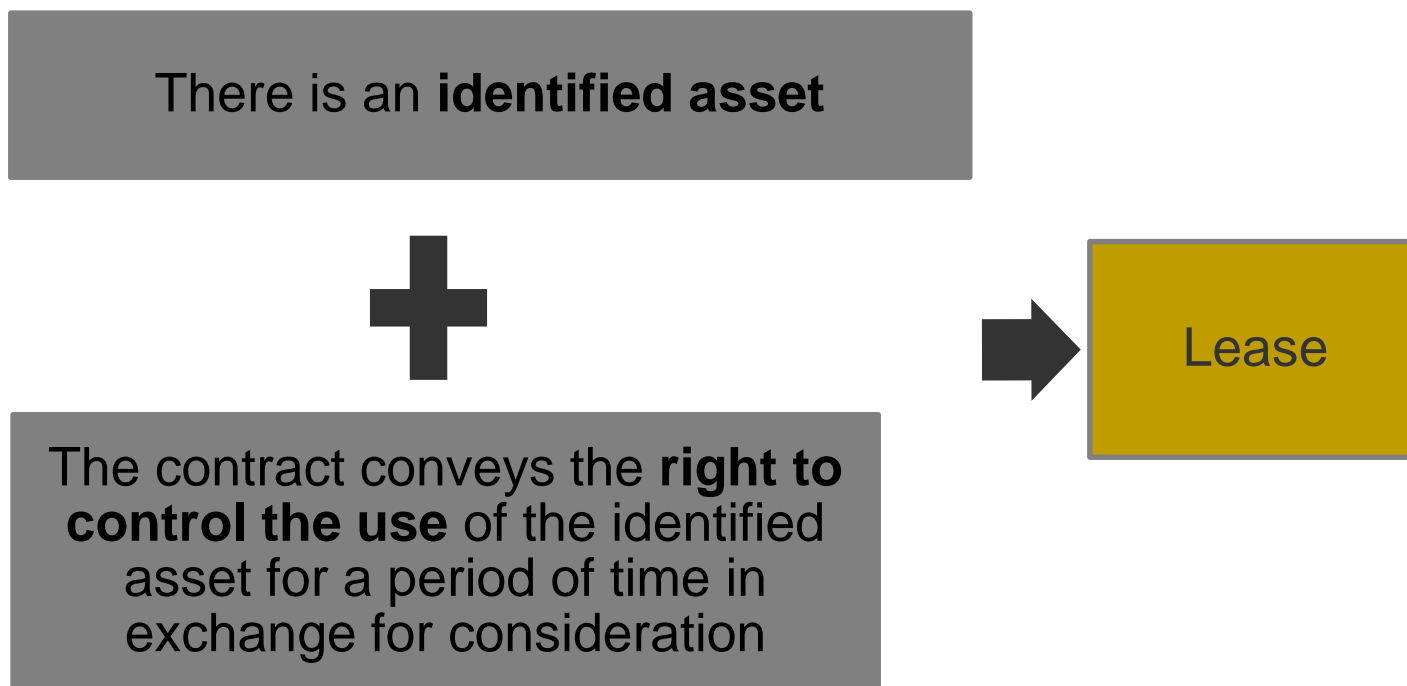 There is an identified asset
Lease
The contract conveys the right to
control the use of the identified
asset for a period of time in
exchange for consideration